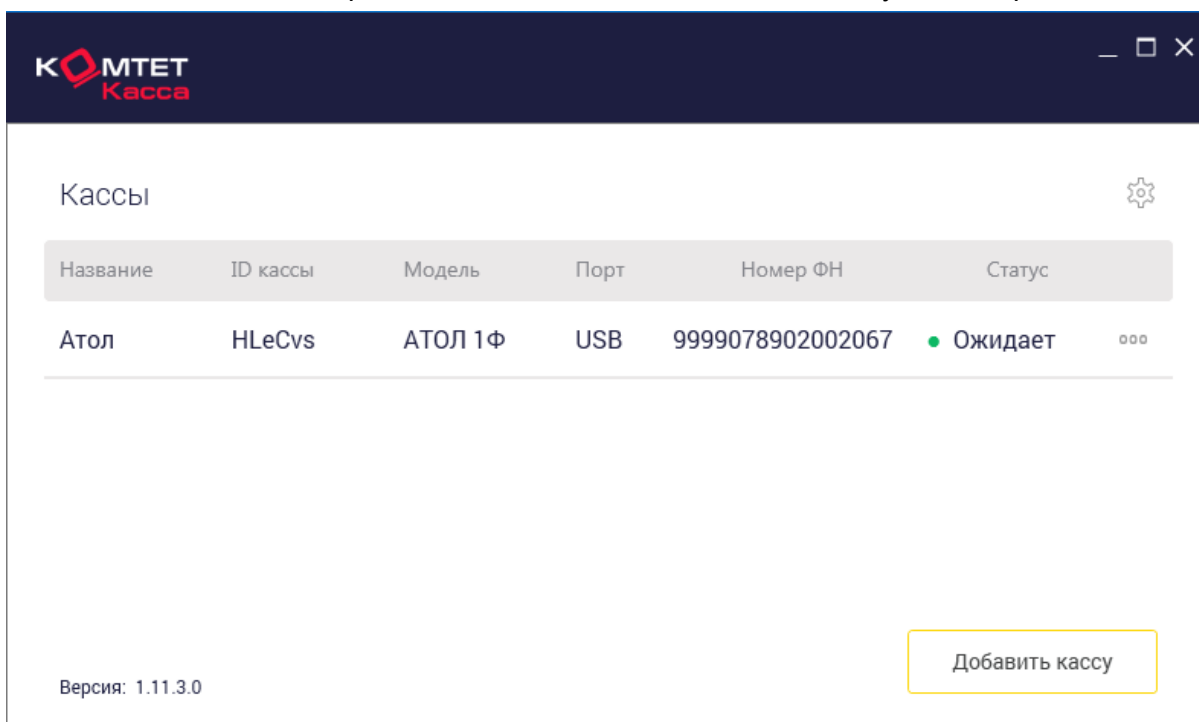 КОМТЕТ
Касса
Кассы
Название ID кассы Модель Порт Номер ФН Статус
Атол HLeCvs АТОЛ 1Ф USB 9999078902002067 Ожидает
Добавить кассу
Версия: 1.11.3.0